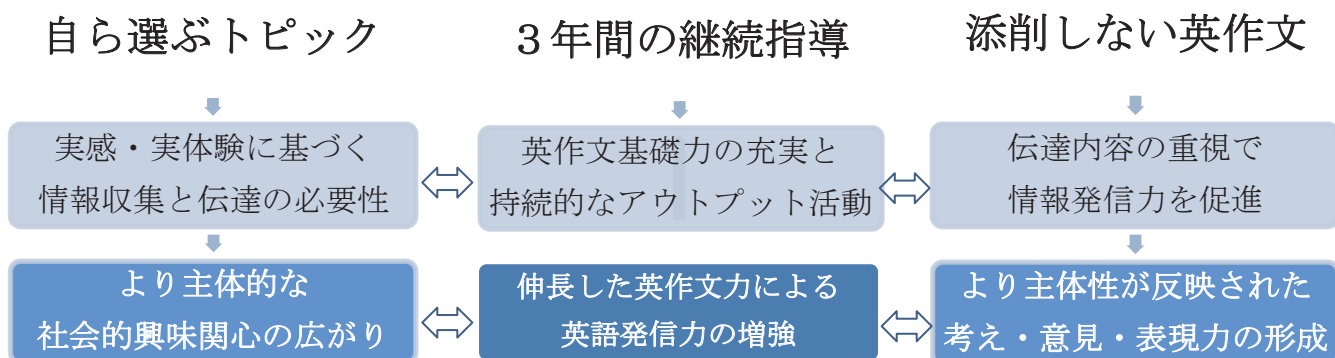 自ら選ぶトピック
３年間の継続指導
添削しない英作文
実感・実体験に基づく
情報収集と伝達の必要性
英作文基礎力の充実と
持続的なアウトプット活動
伝達内容の重視で
情報発信力を促進
より主体的な
社会的興味関心の広がり
伸長した英作文力による
英語発信力の増強
より主体性が反映された
考え・意見・表現力の形成